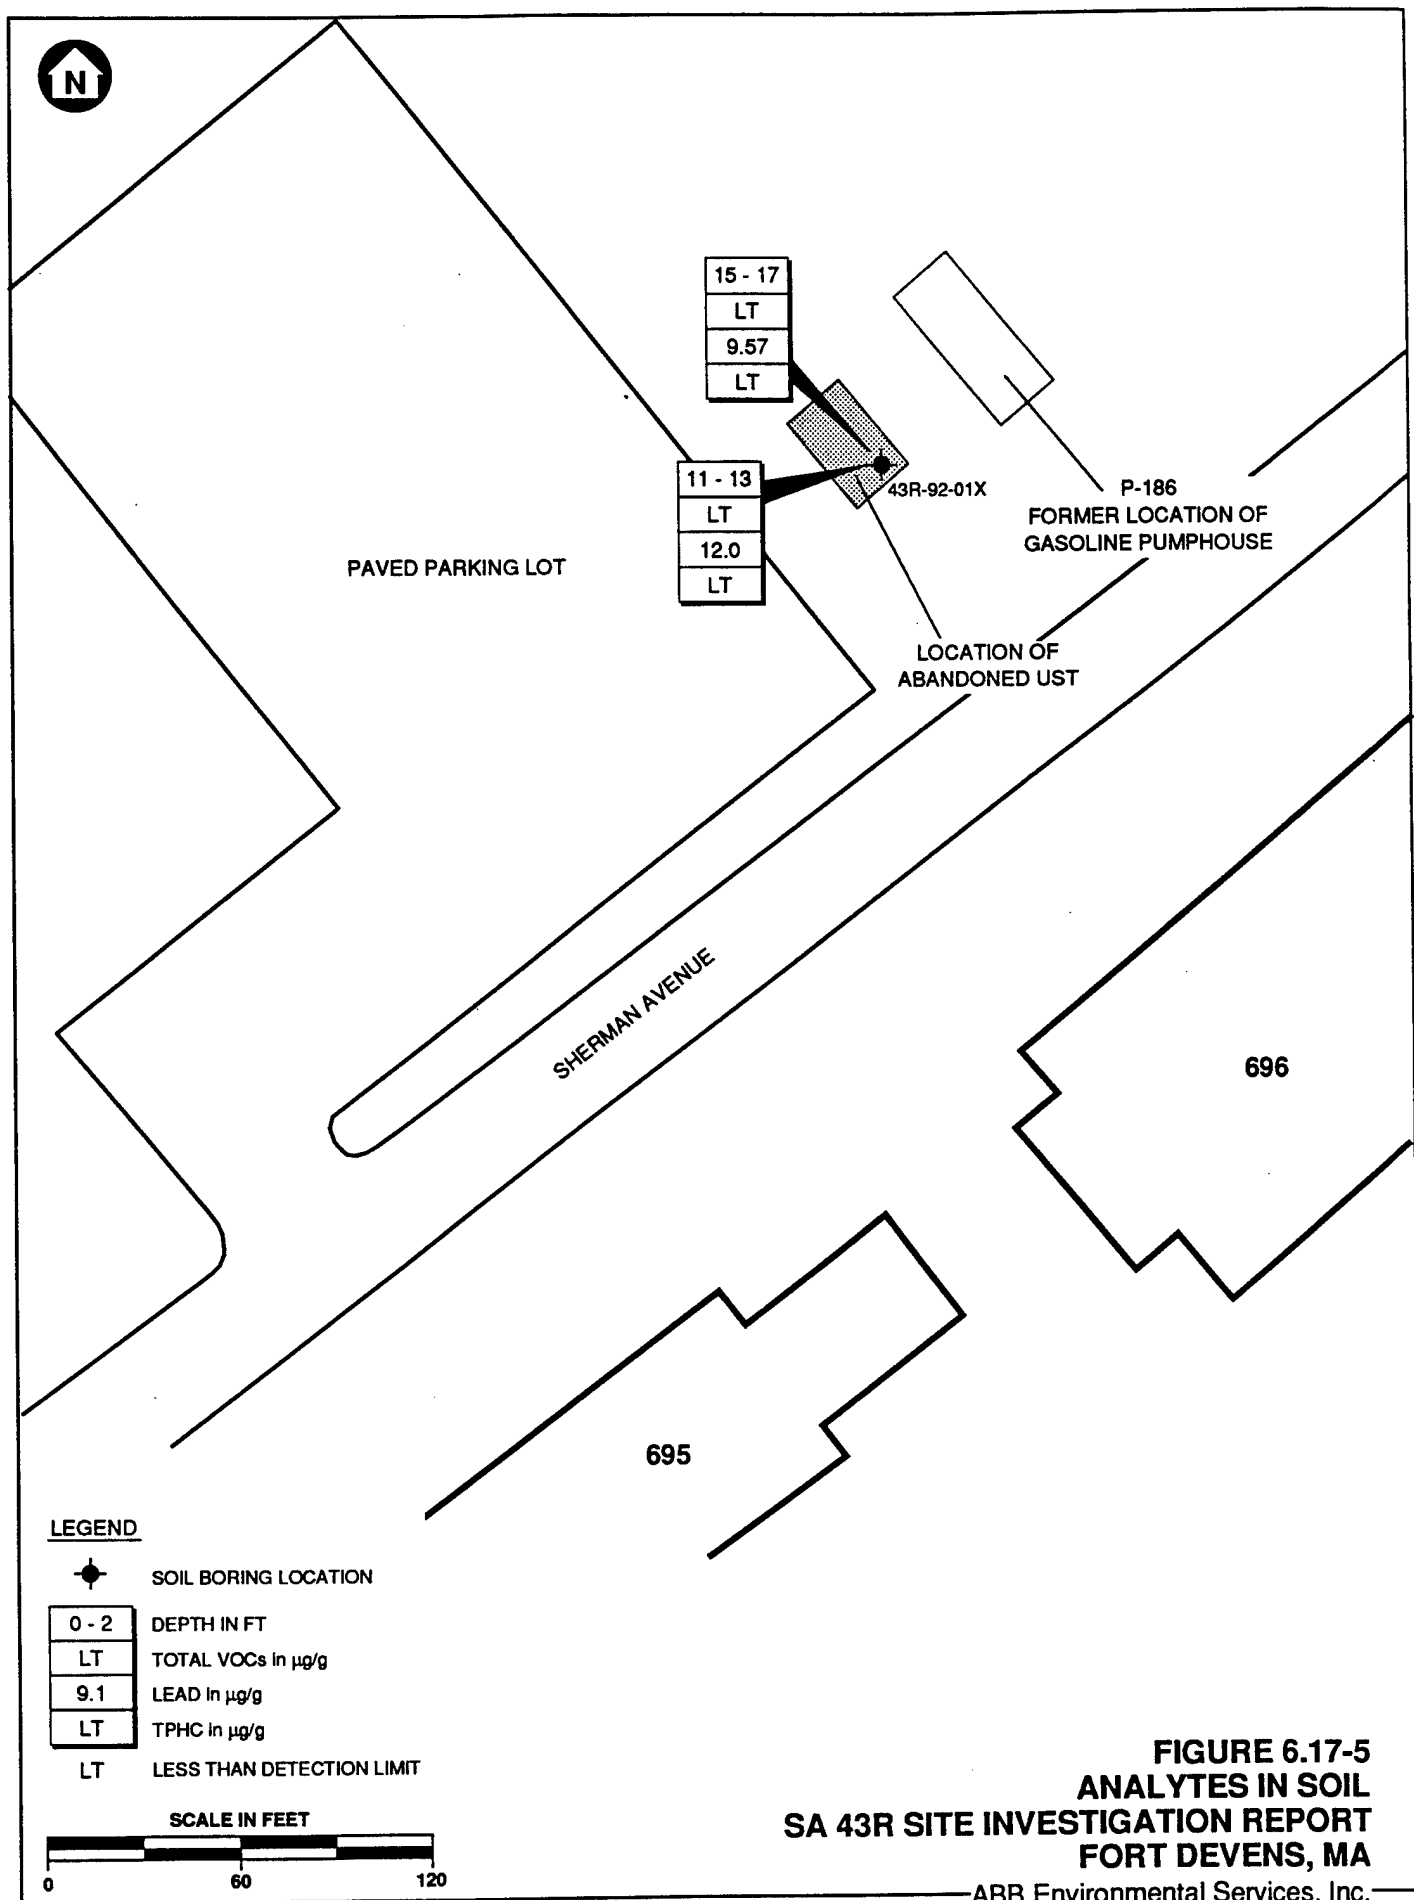 N
15 - 17
LT
9.57
LT
11 - 13
LT
12.0
LT
43R-92-01X
P-186
FORMER LOCATION OF
GASOLINE PUMPHOUSE
PAVED PARKING LOT
LOCATION OF
ABANDONED UST
SHERMAN AVENUE
696
695
LEGEND
SOIL BORING LOCATION
0 - 2 DEPTH IN FT
LT TOTAL VOCs in µg/g
9.1 LEAD in µg/g
LT TPHC in µg/g
LT LESS THAN DETECTION LIMIT
SCALE IN FEET
0 60 120
FIGURE 6.17-5
ANALYTES IN SOIL
SA 43R SITE INVESTIGATION REPORT
FORT DEVENS, MA
ABB Environmental Services, Inc.